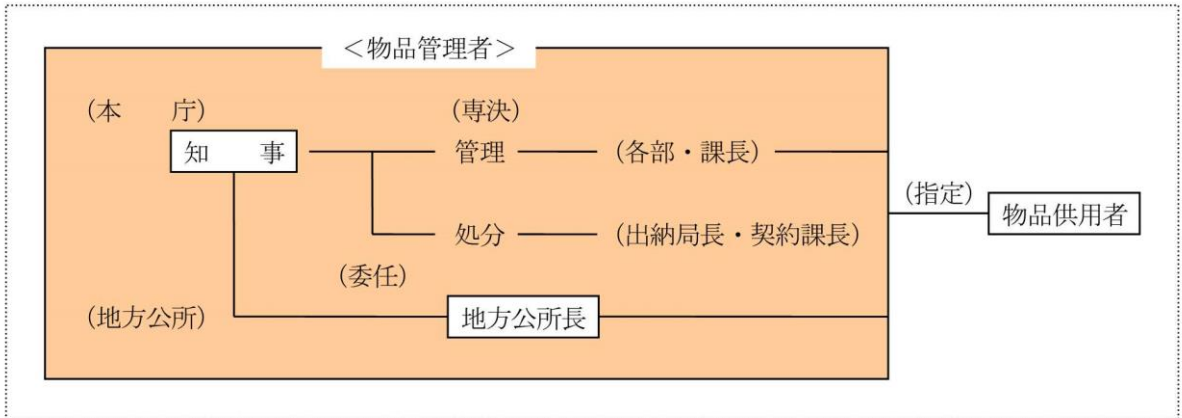 ＜物品管理者＞
（本　　庁）
（専決）
知　　事
管理
（各部・課長）
（指定）
物品供用者
処分
（出納局長・契約課長）
（委任）
（地方公所）
地方公所長